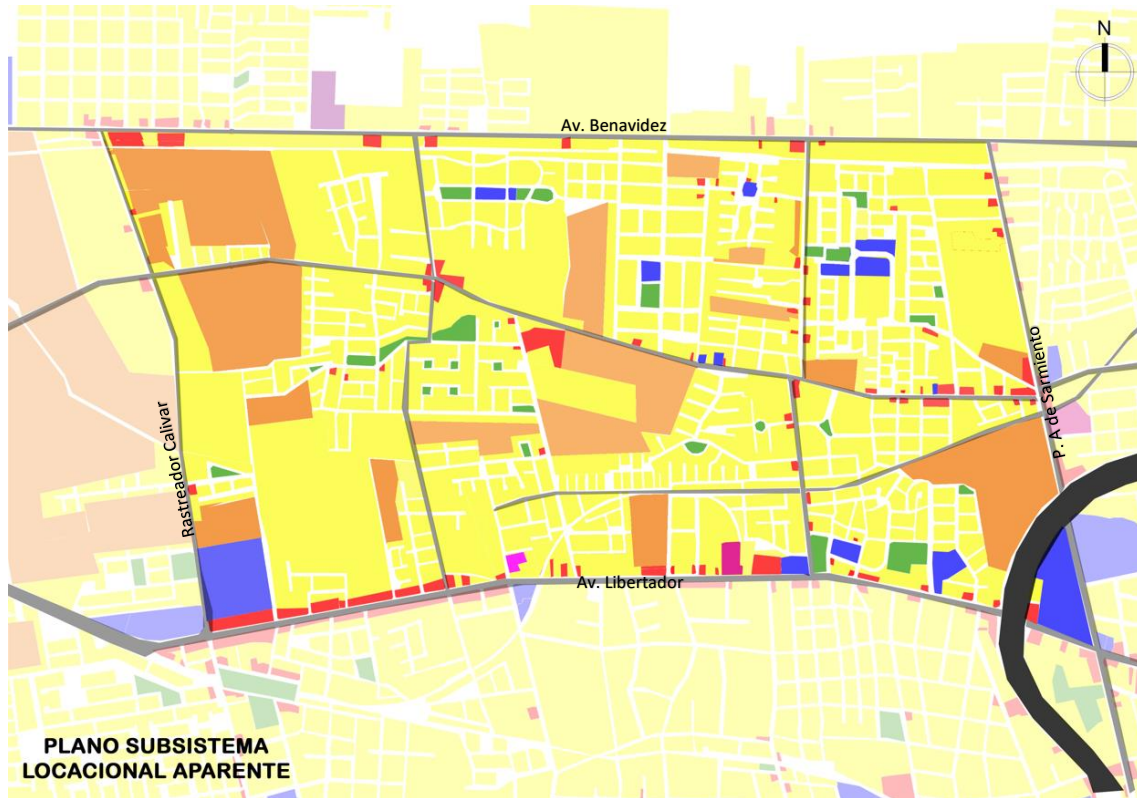 N
Av. Benavidez
P. A de Sarmiento
Rastreador Calivar
Av. Libertador
PLANO SUBSISTEMA
LOCACIONAL APARENTE